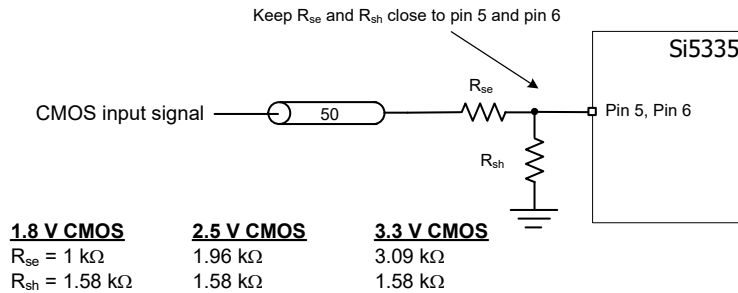 Keep Rse and Rsh close to pin 5 and pin 6
Si5335
Rse
CMOS input signal
50
Pin 5, Pin 6
Rsh
1.8 V CMOS 2.5 V CMOS 3.3 V CMOS
Rse = 1 kΩ 1.96 kΩ 3.09 kΩ
Rsh = 1.58 kΩ 1.58 kΩ 1.58 kΩ